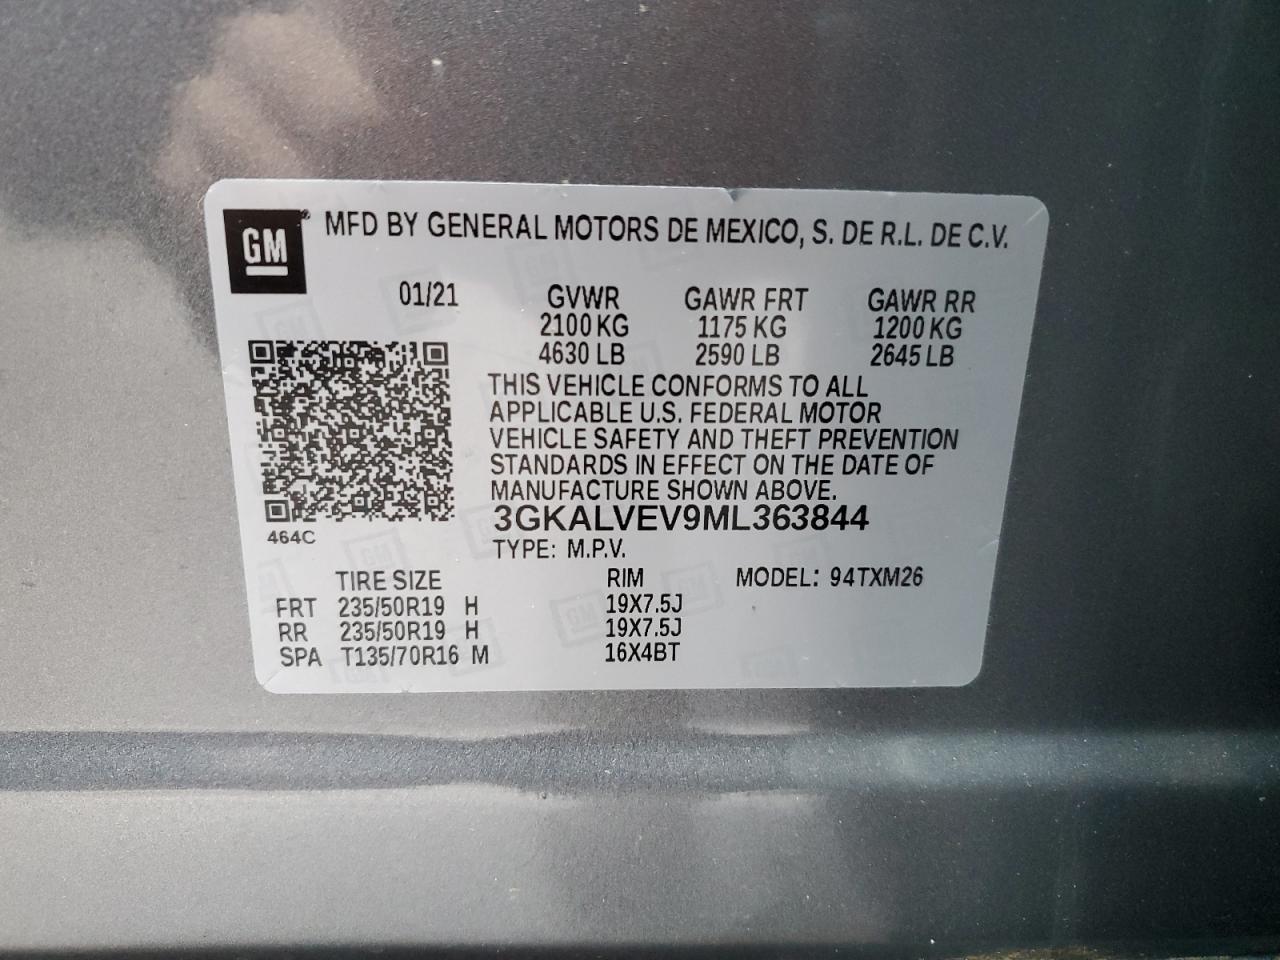 GM® MFD BY GENERAL MOTORS DE MEXICO, S. DE R.L. DE C.V.
01/21 GVWR GAWR FRT GAWR RR
2100 KG 1175 KG 1200 KG
4630 LB 2590 LB 2645 LB
THIS VEHICLE CONFORMS TO ALL
APPLICABLE U.S. FEDERAL MOTOR
VEHICLE SAFETY AND THEFT PREVENTION
STANDARDS IN EFFECT ON THE DATE OF
MANUFACTURE SHOWN ABOVE.
3GKALVEV9ML363844
464C
TYPE: M.P.V.
TIRE SIZE RIM MODEL: 94TXM26
FRT 235/50R19 H 19X7.5J
RR 235/50R19 H 19X7.5J
SPA T135/70R16 M 16X4BT